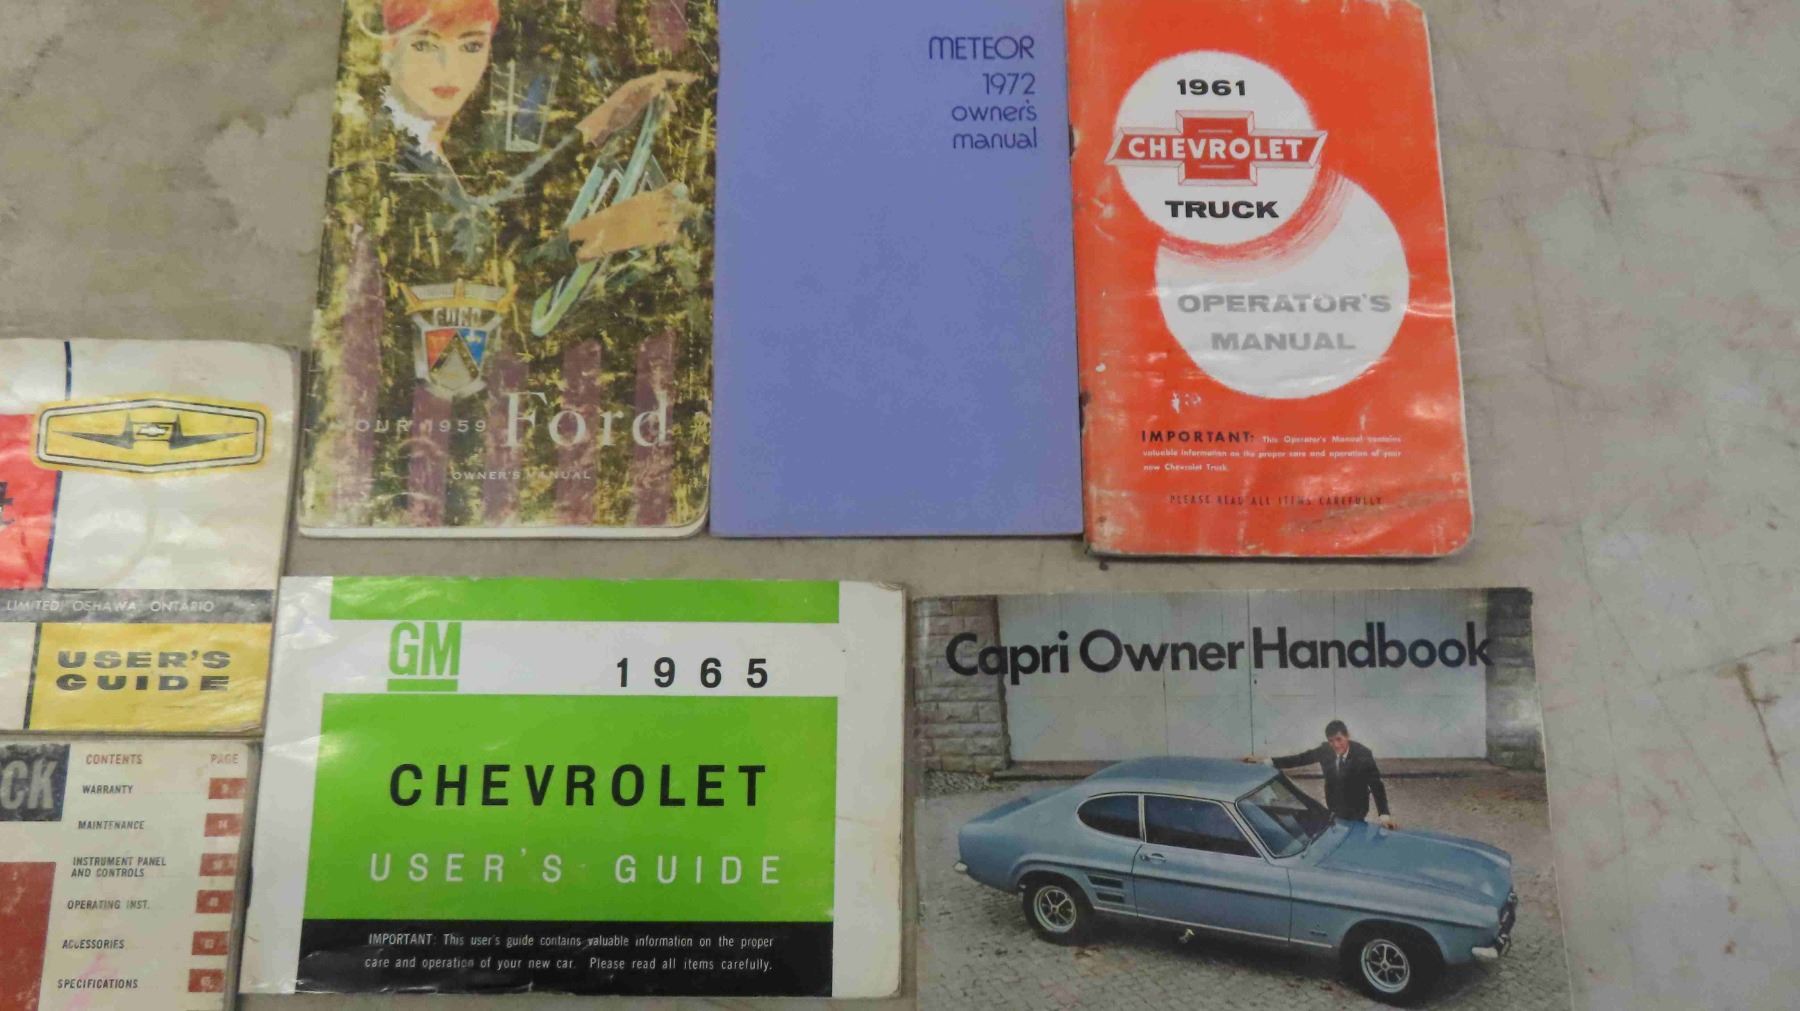 FORD
OUR 1959 Ford
OWNER'S MANUAL
METEOR
1972
owner's
manual
1961
CHEVROLET
TRUCK
OPERATOR'S
MANUAL
IMPORTANT: This Operator's Manual contains
valuable information on the proper care and operation of your
new Chevrolet Truck.
PLEASE READ ALL ITEMS CAREFULLY
LIMITED, OSHAWA, ONTARIO
USER'S
GUIDE
CONTENTS PAGE
WARRANTY
MAINTENANCE
INSTRUMENT PANEL
AND CONTROLS
OPERATING INST.
ACCESSORIES
SPECIFICATIONS
GM
1965
CHEVROLET
USER'S GUIDE
IMPORTANT: This user's guide contains valuable information on the proper
care and operation of your new car. Please read all items carefully.
Capri Owner Handbook